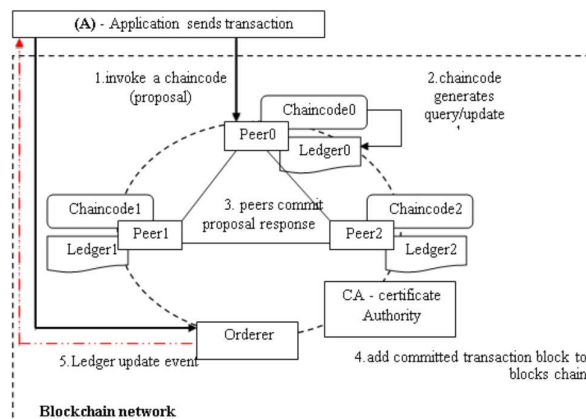 (A) - Application sends transaction
1.invoke a chaincode
(proposal)
2.chaincode
generates
query/update
Chaincode0
Peer0
Ledger0
Chaincode1
Ledger1
Peer1
3. peers commit
proposal response
Chaincode2
Peer2
Ledger2
CA - certificate
Authority
Orderer
5.Ledger update event
4.add committed transaction block to
blocks chain
Blockchain network